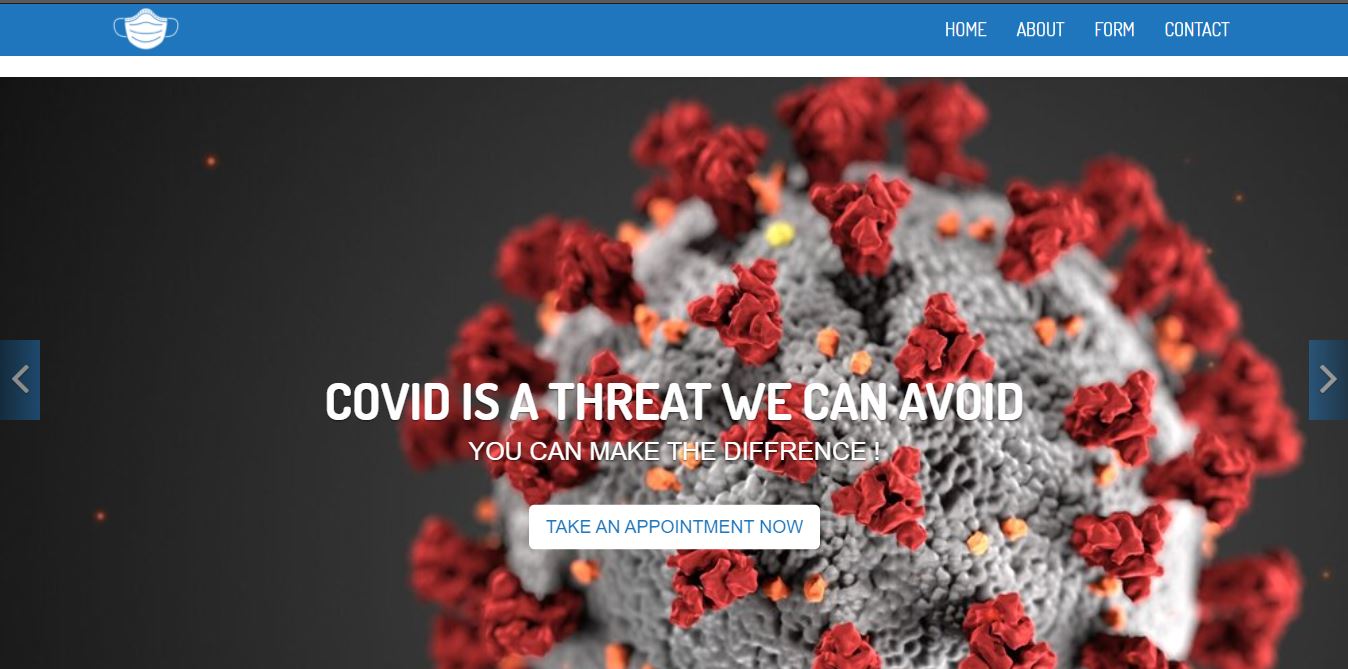 HOME ABOUT FORM CONTACT
COVID IS A THREAT WE CAN AVOID
YOU CAN MAKE THE DIFFRENCE !
TAKE AN APPOINTMENT NOW